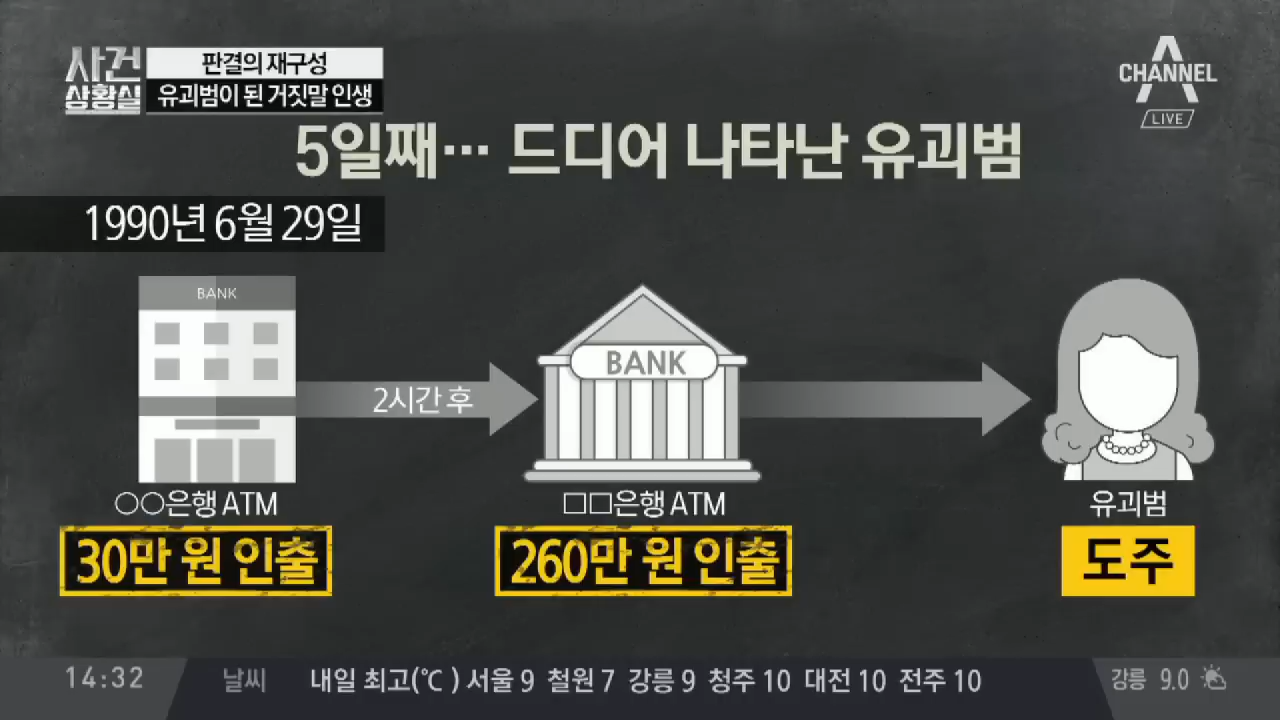 사건
상황실
판결의 재구성
유괴범이 된 거짓말 인생
CHANNEL A
LIVE
5일째… 드디어 나타난 유괴범
1990년 6월 29일
BANK
2시간 후
BANK
○○은행 ATM
30만 원 인출
□□은행 ATM
260만 원 인출
유괴범
도주
14:32
날씨
내일 최고(℃) 서울 9 철원 7 강릉 9 청주 10 대전 10 전주 10
강릉 9.0